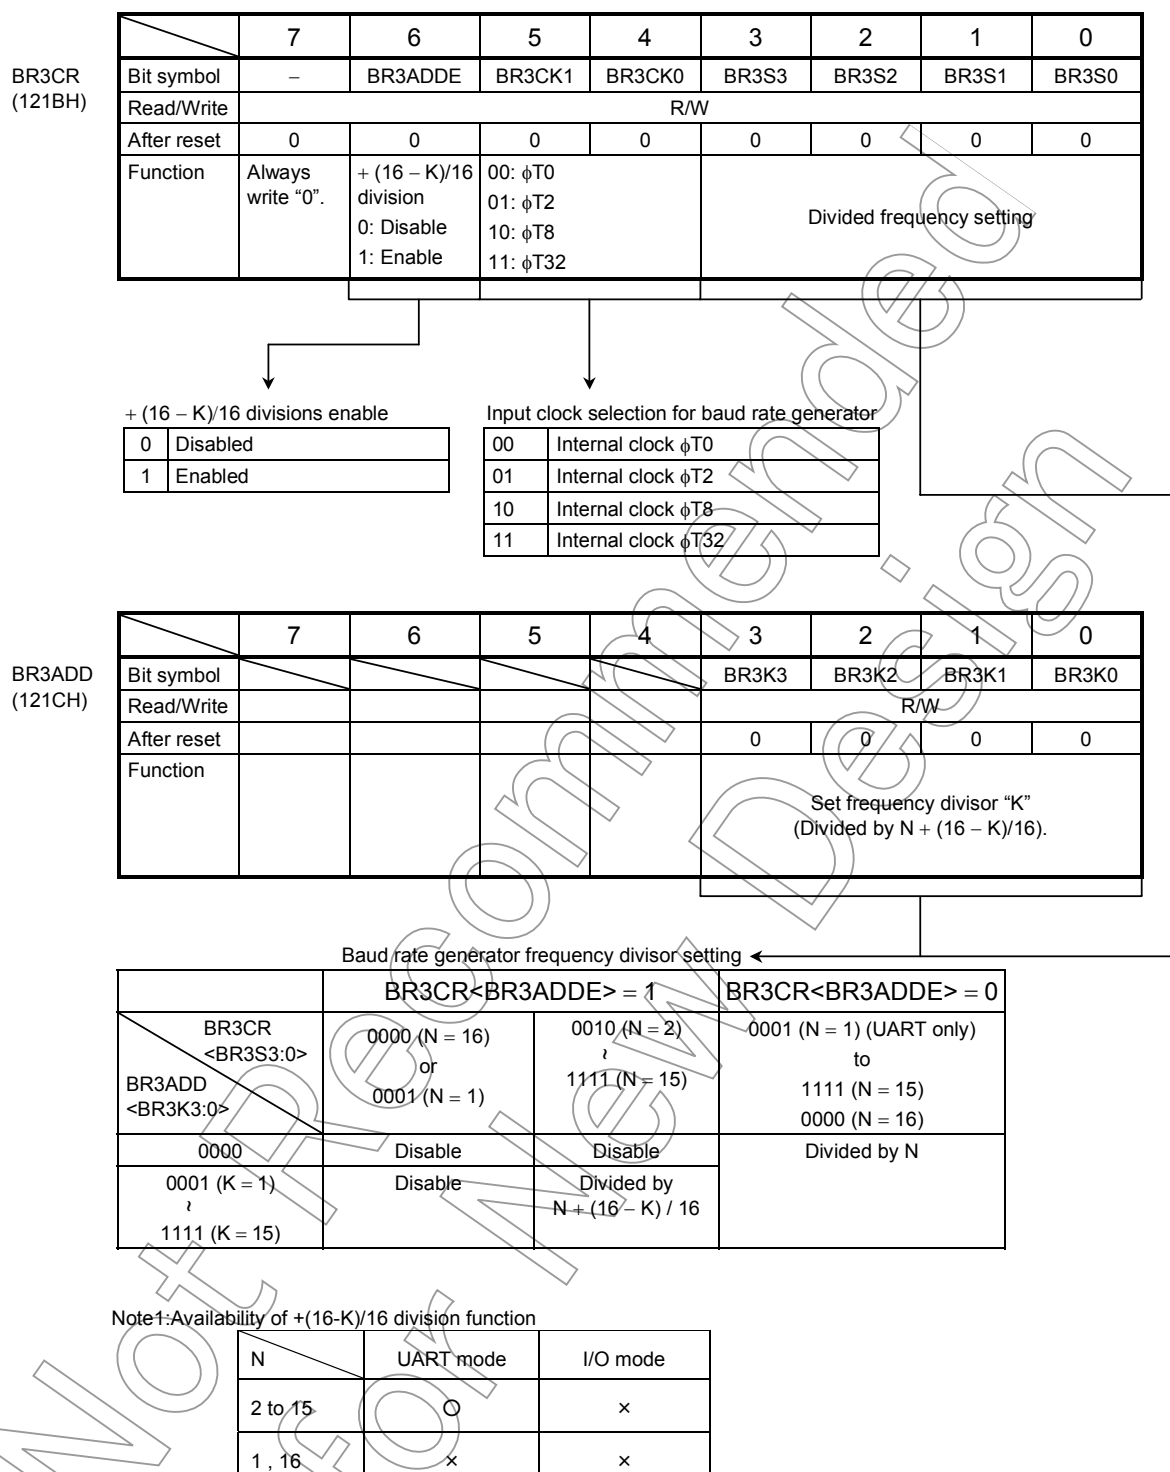 7 6 5 4 3 2 1 0
BR3CR
(121BH)
Bit symbol – BR3ADDE BR3CK1 BR3CK0 BR3S3 BR3S2 BR3S1 BR3S0
Read/Write R/W
After reset 0 0 0 0 0 0 0 0
Function
Always
write “0”.
+ (16 – K)/16
division
0: Disable
1: Enable
00: ϕT0
01: ϕT2
10: ϕT8
11: ϕT32
Divided frequency setting
+ (16 – K)/16 divisions enable
0 Disabled
1 Enabled
Input clock selection for baud rate generator
00 Internal clock ϕT0
01 Internal clock ϕT2
10 Internal clock ϕT8
11 Internal clock ϕT32
7 6 5 4 3 2 1 0
BR3ADD
(121CH)
Bit symbol BR3K3 BR3K2 BR3K1 BR3K0
Read/Write R/W
After reset 0 0 0 0
Function
Set frequency divisor “K”
(Divided by N + (16 – K)/16).
Baud rate generator frequency divisor setting
BR3CR<BR3ADDE> = 1 BR3CR<BR3ADDE> = 0
BR3CR
<BR3S3:0>
BR3ADD
<BR3K3:0>
0000 (N = 16)
or
0001 (N = 1)
0010 (N = 2)
~
1111 (N = 15)
0001 (N = 1) (UART only)
to
1111 (N = 15)
0000 (N = 16)
0000 Disable Disable Divided by N
0001 (K = 1)
~
1111 (K = 15)
Disable
Divided by
N + (16 – K) / 16
Note1:Availability of +(16-K)/16 division function
N UART mode I/O mode
2 to 15 ○ ×
1 , 16 × ×
Not Recommended
for New Design